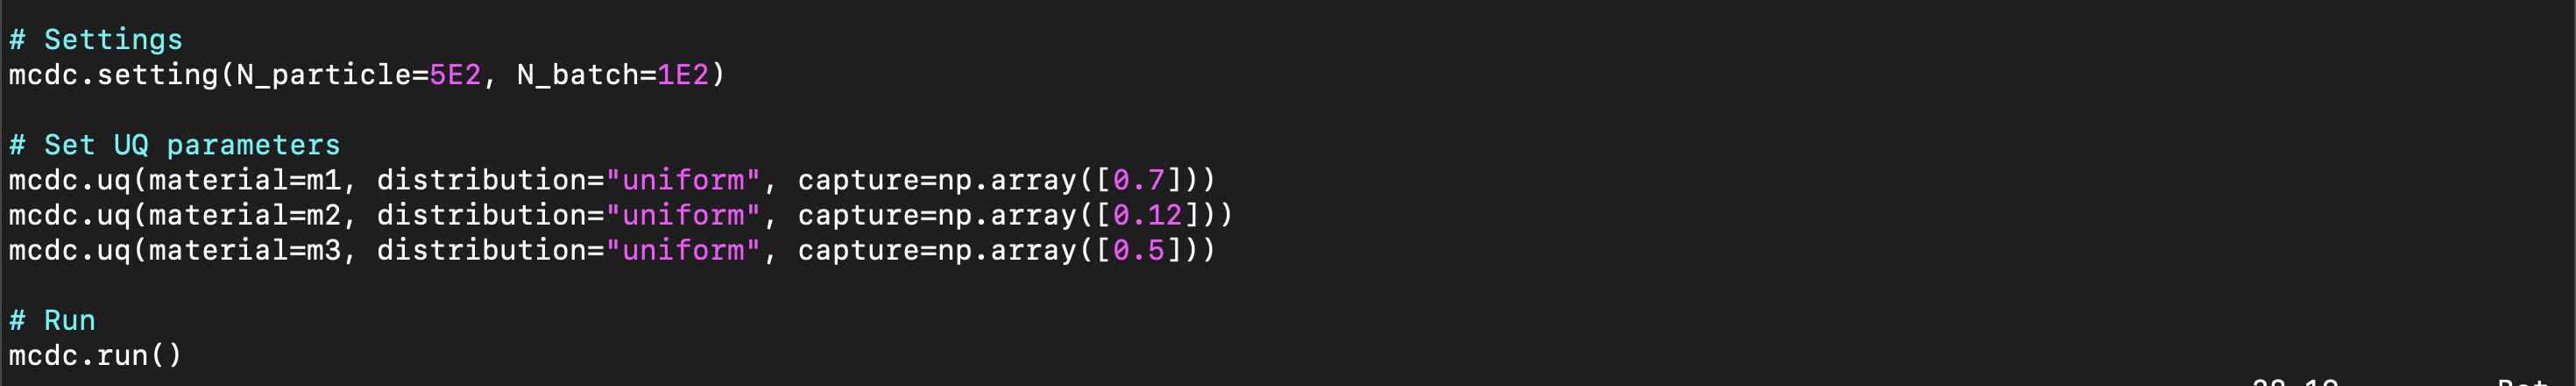 # Settings
mcdc.setting(N_particle=5E2, N_batch=1E2)
# Set UQ parameters
mcdc.uq(material=m1, distribution="uniform", capture=np.array([0.7]))
mcdc.uq(material=m2, distribution="uniform", capture=np.array([0.12]))
mcdc.uq(material=m3, distribution="uniform", capture=np.array([0.5]))
# Run
mcdc.run()